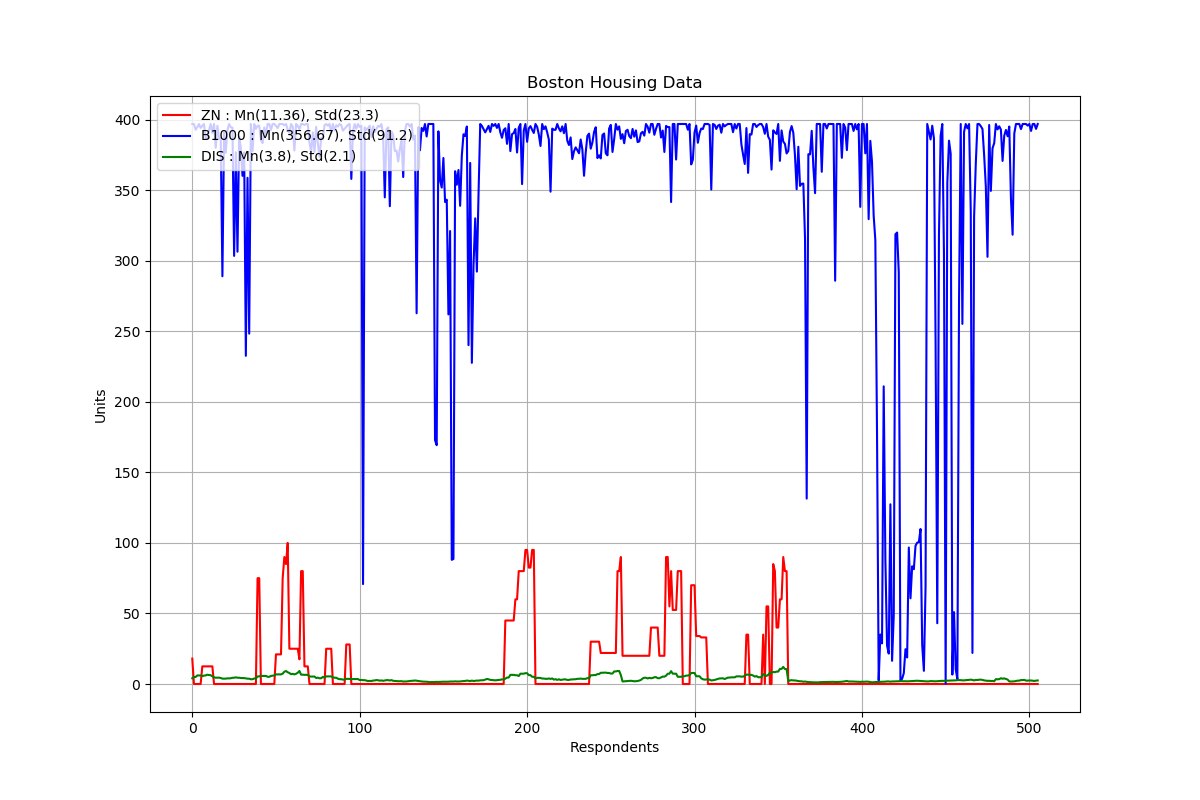 Boston Housing Data
ZN : Mn(11.36), Std(23.3)
B1000 : Mn(356.67), Std(91.2)
DIS : Mn(3.8), Std(2.1)
Units
400
350
300
250
200
150
100
50
0
0 100 200 300 400 500
Respondents